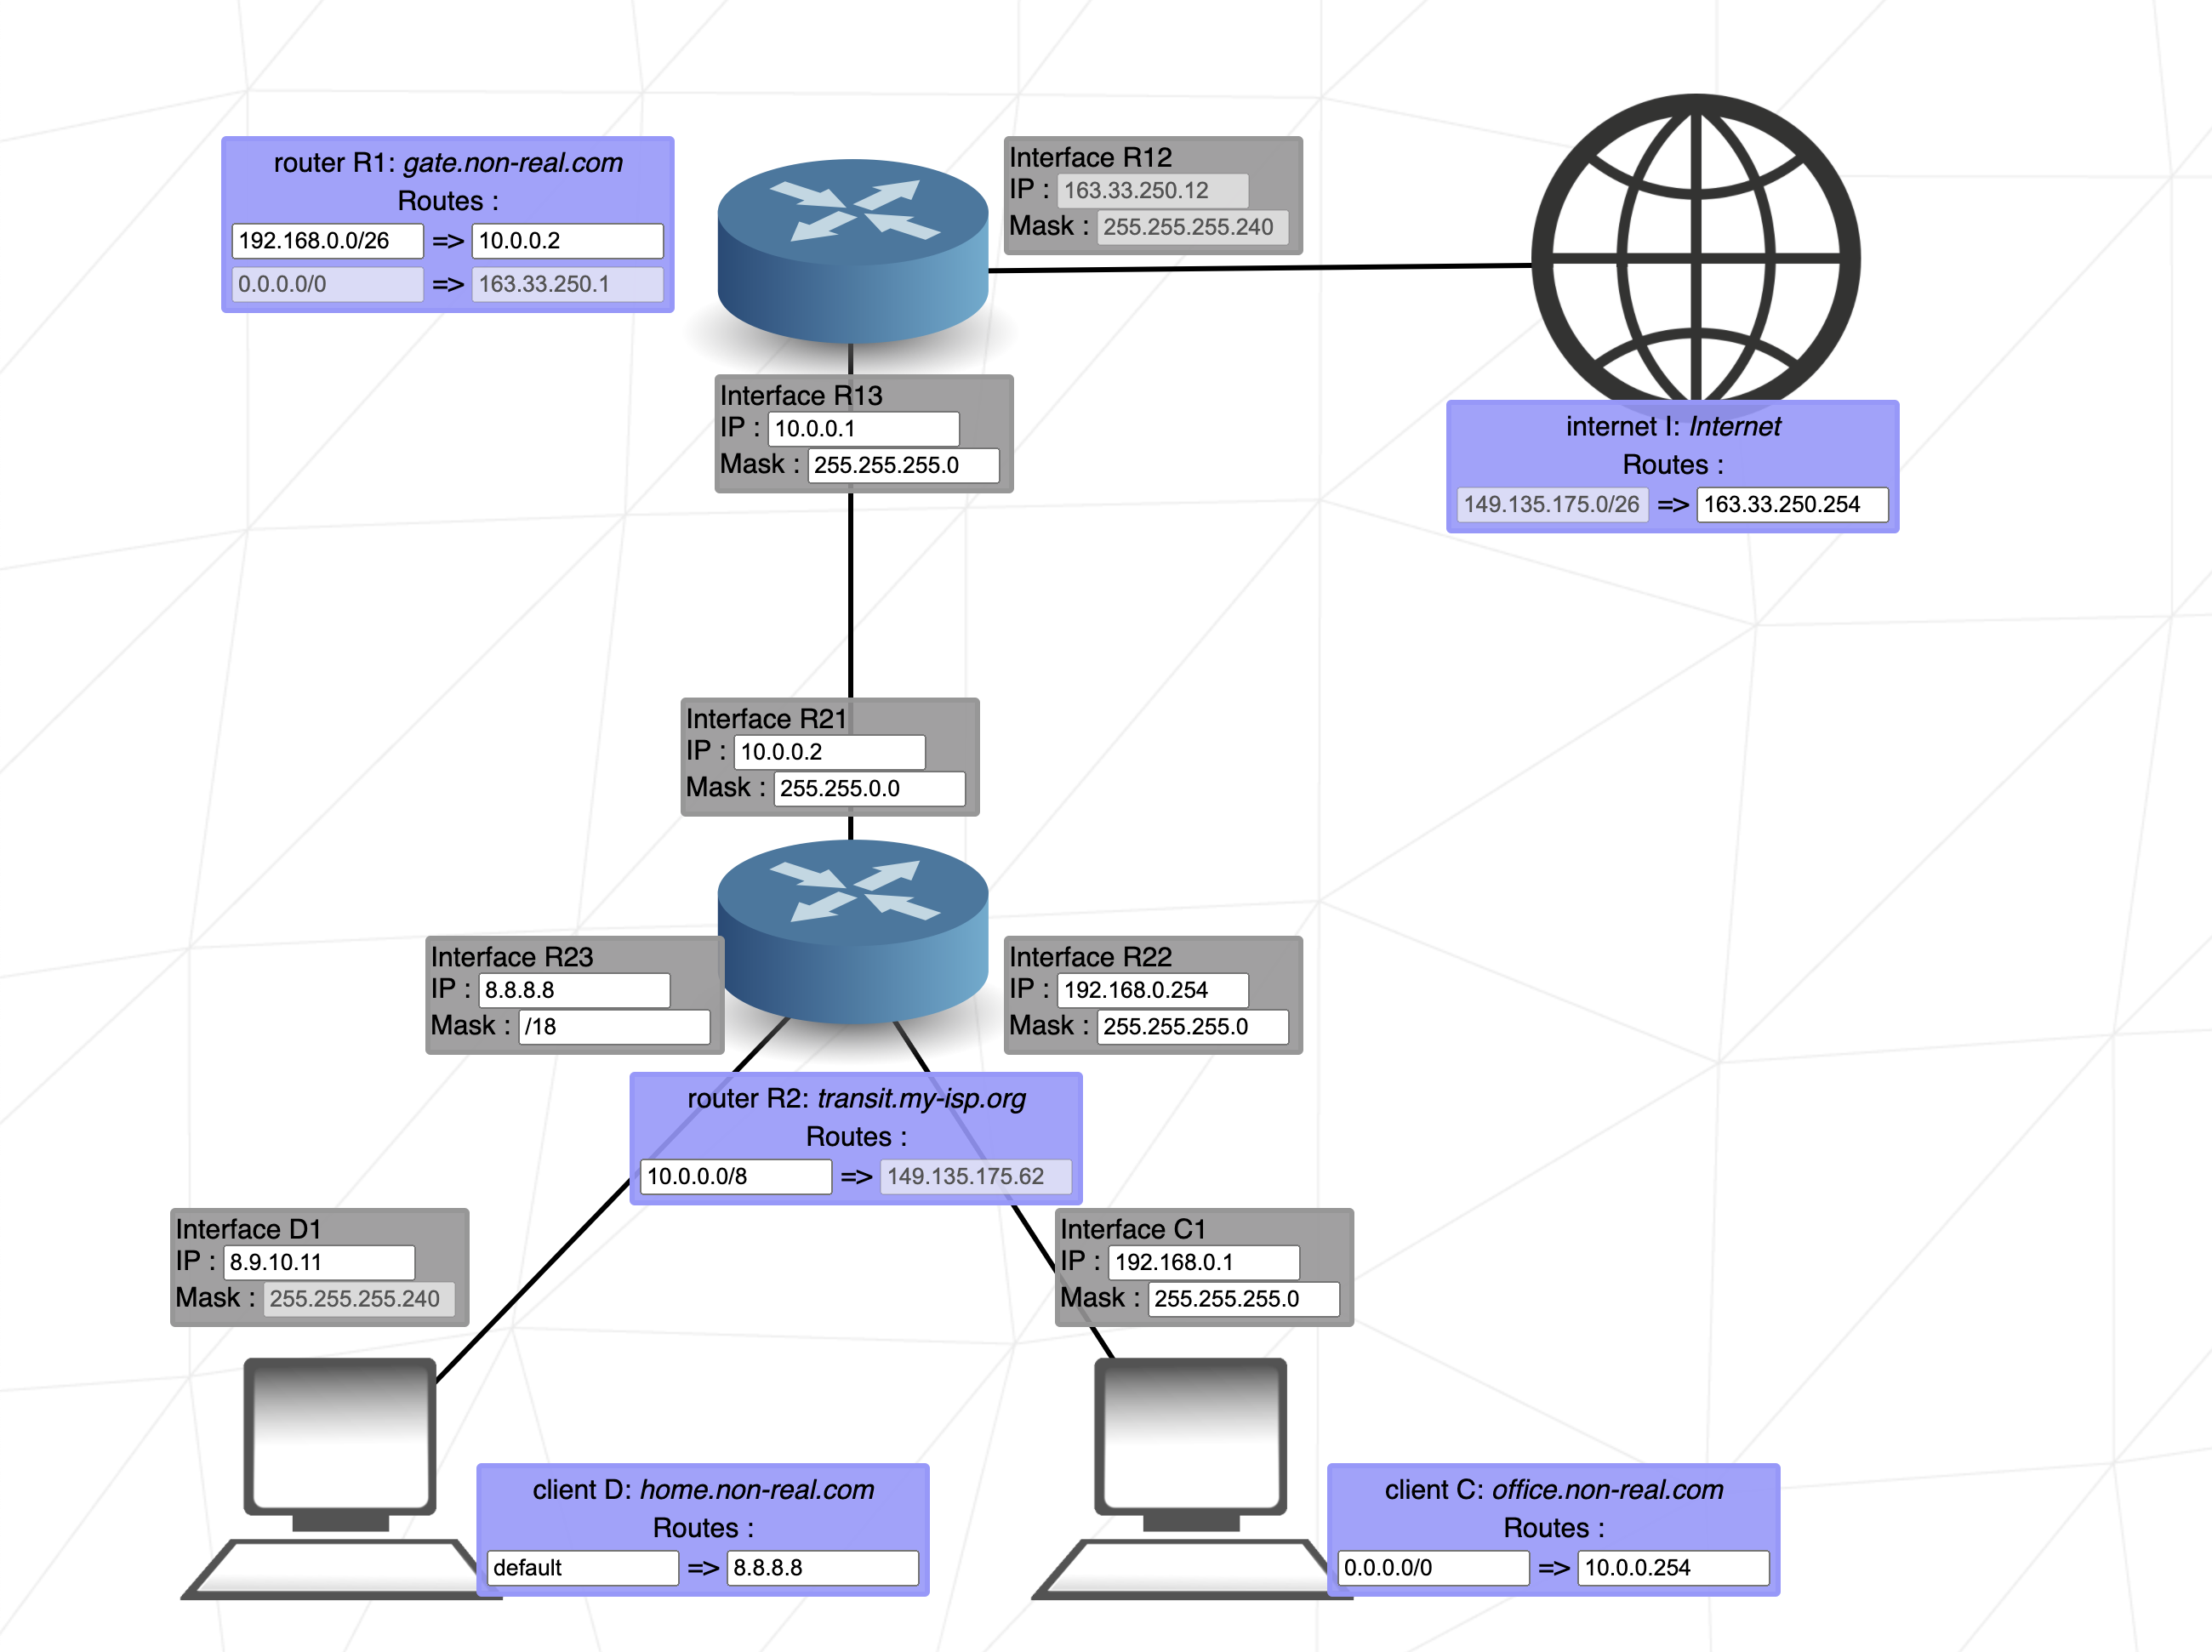 router R1: gate.non-real.com
Routes :
192.168.0.0/26 => 10.0.0.2
0.0.0.0/0 => 163.33.250.1
Interface R12
IP : 163.33.250.12
Mask : 255.255.255.240
Interface R13
IP : 10.0.0.1
Mask : 255.255.255.0
internet I: Internet
Routes :
149.135.175.0/26 => 163.33.250.254
Interface R21
IP : 10.0.0.2
Mask : 255.255.0.0
Interface R23
IP : 8.8.8.8
Mask : /18
Interface R22
IP : 192.168.0.254
Mask : 255.255.255.0
router R2: transit.my-isp.org
Routes :
10.0.0.0/8 => 149.135.175.62
Interface D1
IP : 8.9.10.11
Mask : 255.255.255.240
Interface C1
IP : 192.168.0.1
Mask : 255.255.255.0
client D: home.non-real.com
Routes :
default => 8.8.8.8
client C: office.non-real.com
Routes :
0.0.0.0/0 => 10.0.0.254